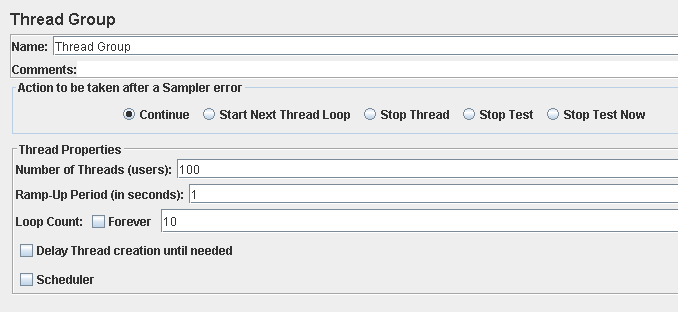 Thread Group
Name: Thread Group
Comments:
Action to be taken after a Sampler error
Continue Start Next Thread Loop Stop Thread Stop Test Stop Test Now
Thread Properties
Number of Threads (users): 100
Ramp-Up Period (in seconds): 1
Loop Count: Forever 10
Delay Thread creation until needed
Scheduler